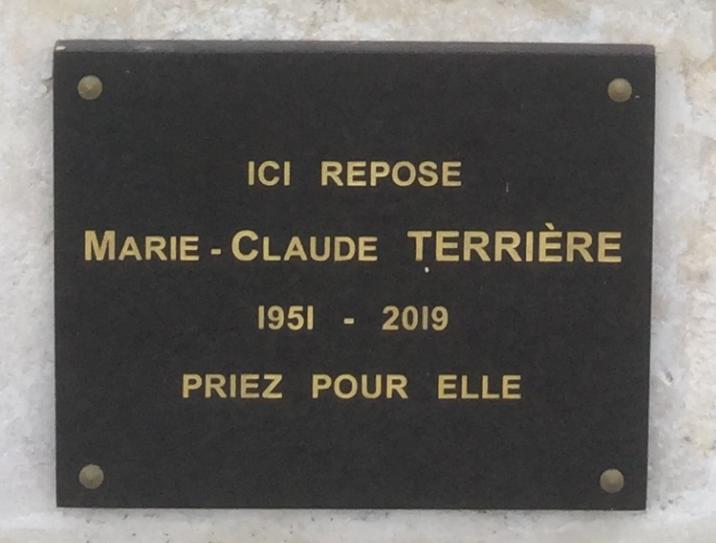 ICI REPOSE
MARIE - CLAUDE TERRIÈRE
1951 - 2019
PRIEZ POUR ELLE